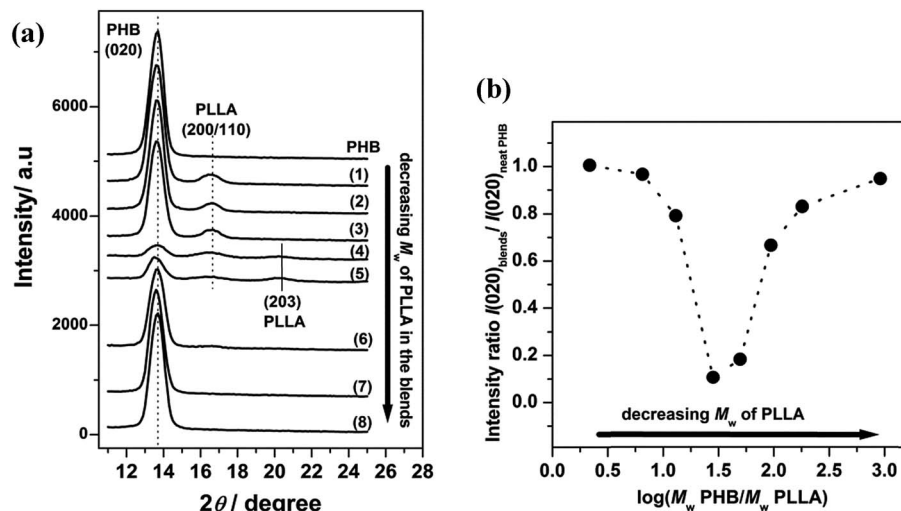 (a)
PHB
(020)
PLLA
(200/110)
PHB
(1)
(2)
(3)
(4)
(5)
(203)
PLLA
(6)
(7)
(8)
decreasing Mw of PLLA in the blends
Intensity/ a.u
6000
4000
2000
0
12 14 16 18 20 22 24 26 28
2θ / degree
(b)
Intensity ratio I(020)blends/ I(020)neat PHB
1.0
0.8
0.6
0.4
0.2
0.0
decreasing Mw of PLLA
0.0 0.5 1.0 1.5 2.0 2.5 3.0
log(Mw PHB/Mw PLLA)